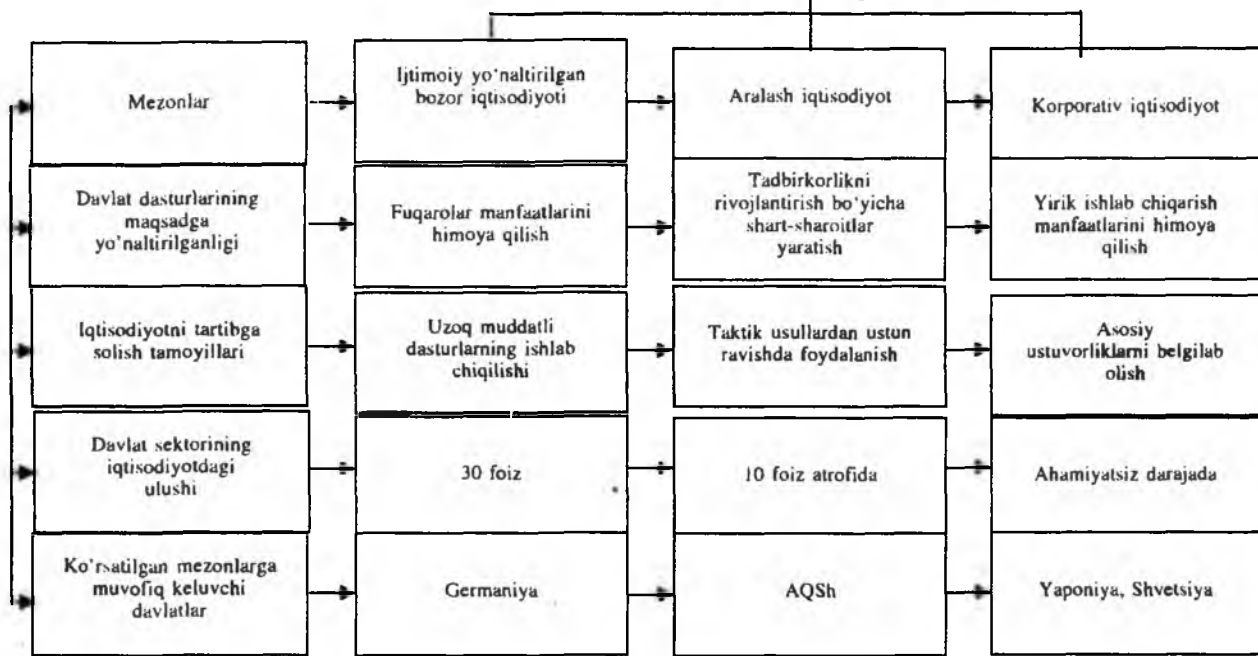 Mezonlar
Ijtimoiy yo'naltirilgan
bozor iqtisodiyoti
Aralash iqtisodiyot
Korporativ iqtisodiyot
Davlat dasturlarining
maqsadga
yo'naltirilganligi
Fuqarolar manfaatlarini
himoya qilish
Tadbirkorlikni
rivojlantirish bo'yicha
shart-sharoitlar
yaratish
Yirik ishlab chiqarish
manfaatlarini himoya
qilish
Iqtisodiyotni tartibga
solish tamoyillari
Uzoq muddatli
dasturlarning ishlab
chiqilishi
Taktik usullardan ustun
ravishda foydalanish
Asosiy
ustuvorliklarni belgilab
olish
Davlat sektorining
iqtisodiyotdagi
ulushi
30 foiz
10 foiz atrofida
Ahamiyatsiz darajada
Ko'rsatilgan mezonlarga
muvofiq keluvchi
davlatlar
Germaniya
AQSh
Yaponiya, Shvetsiya